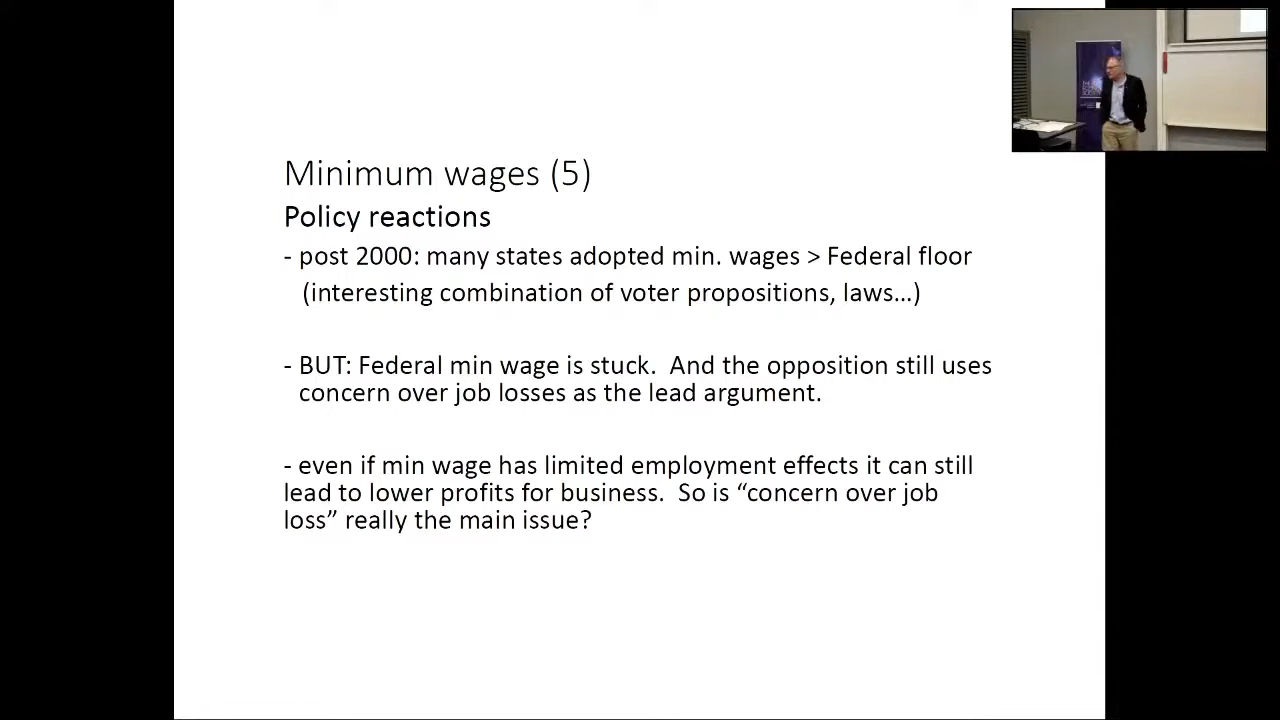 Minimum wages (5)
Policy reactions
- post 2000: many states adopted min. wages > Federal floor
(interesting combination of voter propositions, laws...)
- BUT: Federal min wage is stuck.  And the opposition still uses
concern over job losses as the lead argument.
- even if min wage has limited employment effects it can still
lead to lower profits for business.  So is “concern over job
loss” really the main issue?